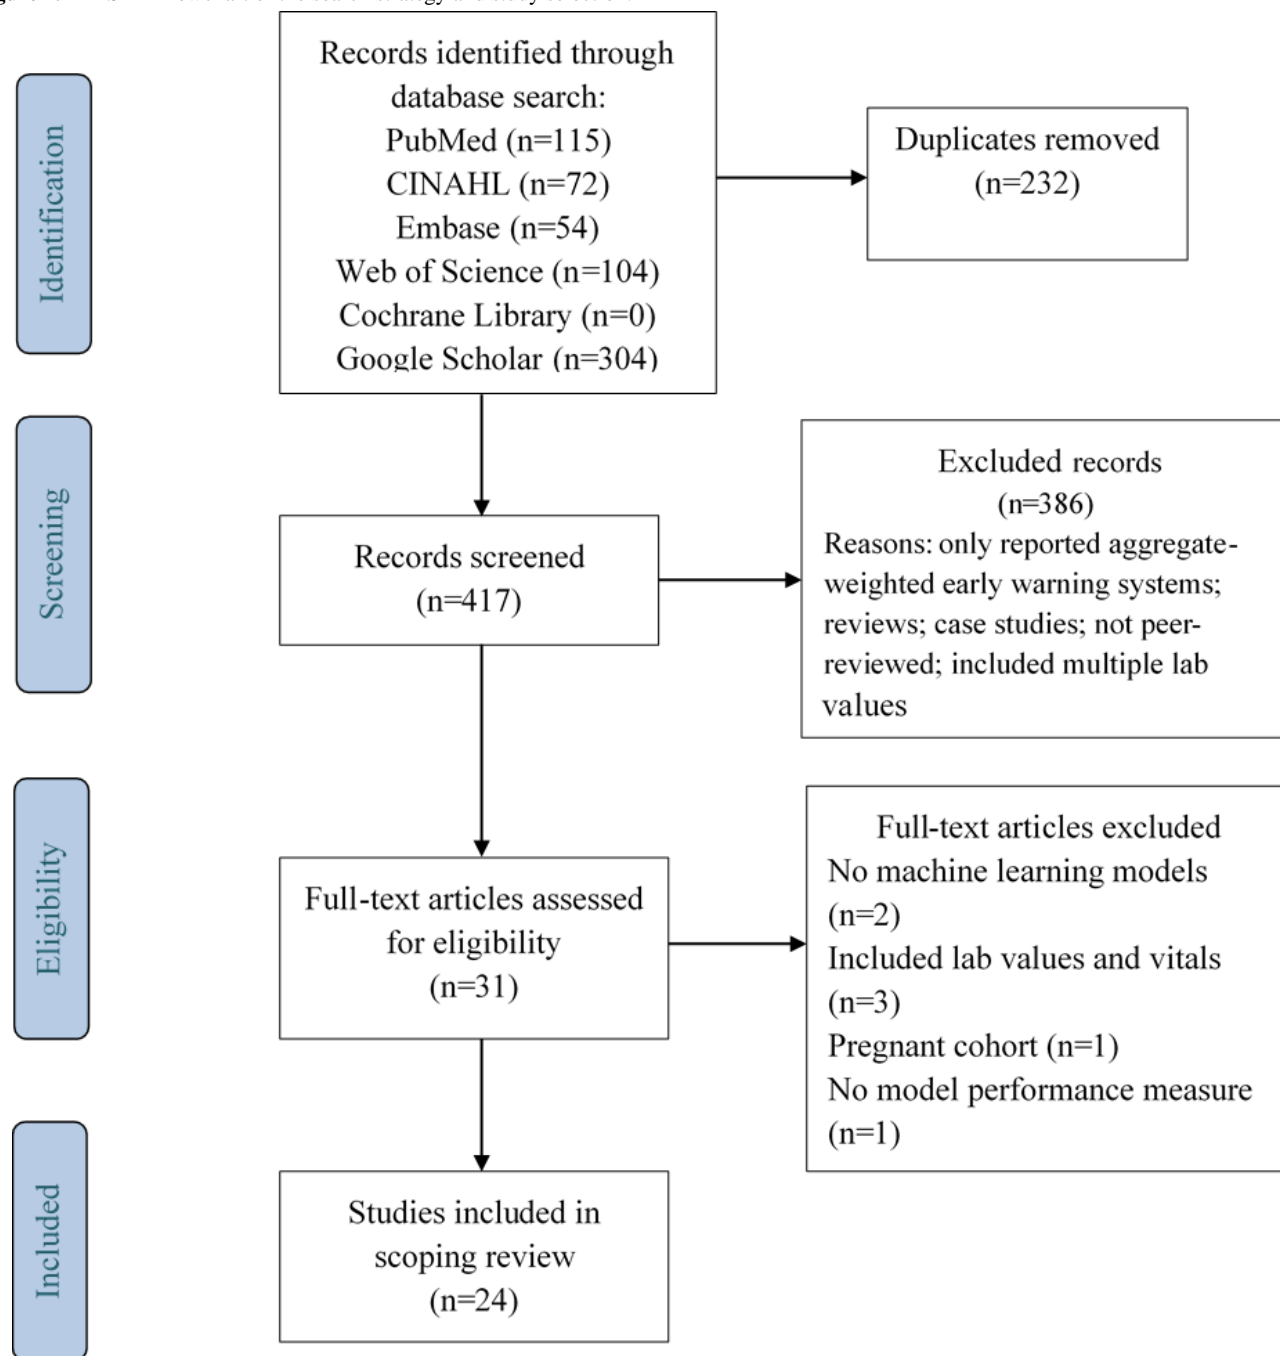 Identification
Records identified through
database search:
PubMed (n=115)
CINAHL (n=72)
Embase (n=54)
Web of Science (n=104)
Cochrane Library (n=0)
Google Scholar (n=304)
Duplicates removed
(n=232)
Screening
Records screened
(n=417)
Excluded records
(n=386)
Reasons: only reported aggregate-
weighted early warning systems;
reviews; case studies; not peer-
reviewed; included multiple lab
values
Eligibility
Full-text articles assessed
for eligibility
(n=31)
Full-text articles excluded
No machine learning models
(n=2)
Included lab values and vitals
(n=3)
Pregnant cohort (n=1)
No model performance measure
(n=1)
Included
Studies included in
scoping review
(n=24)